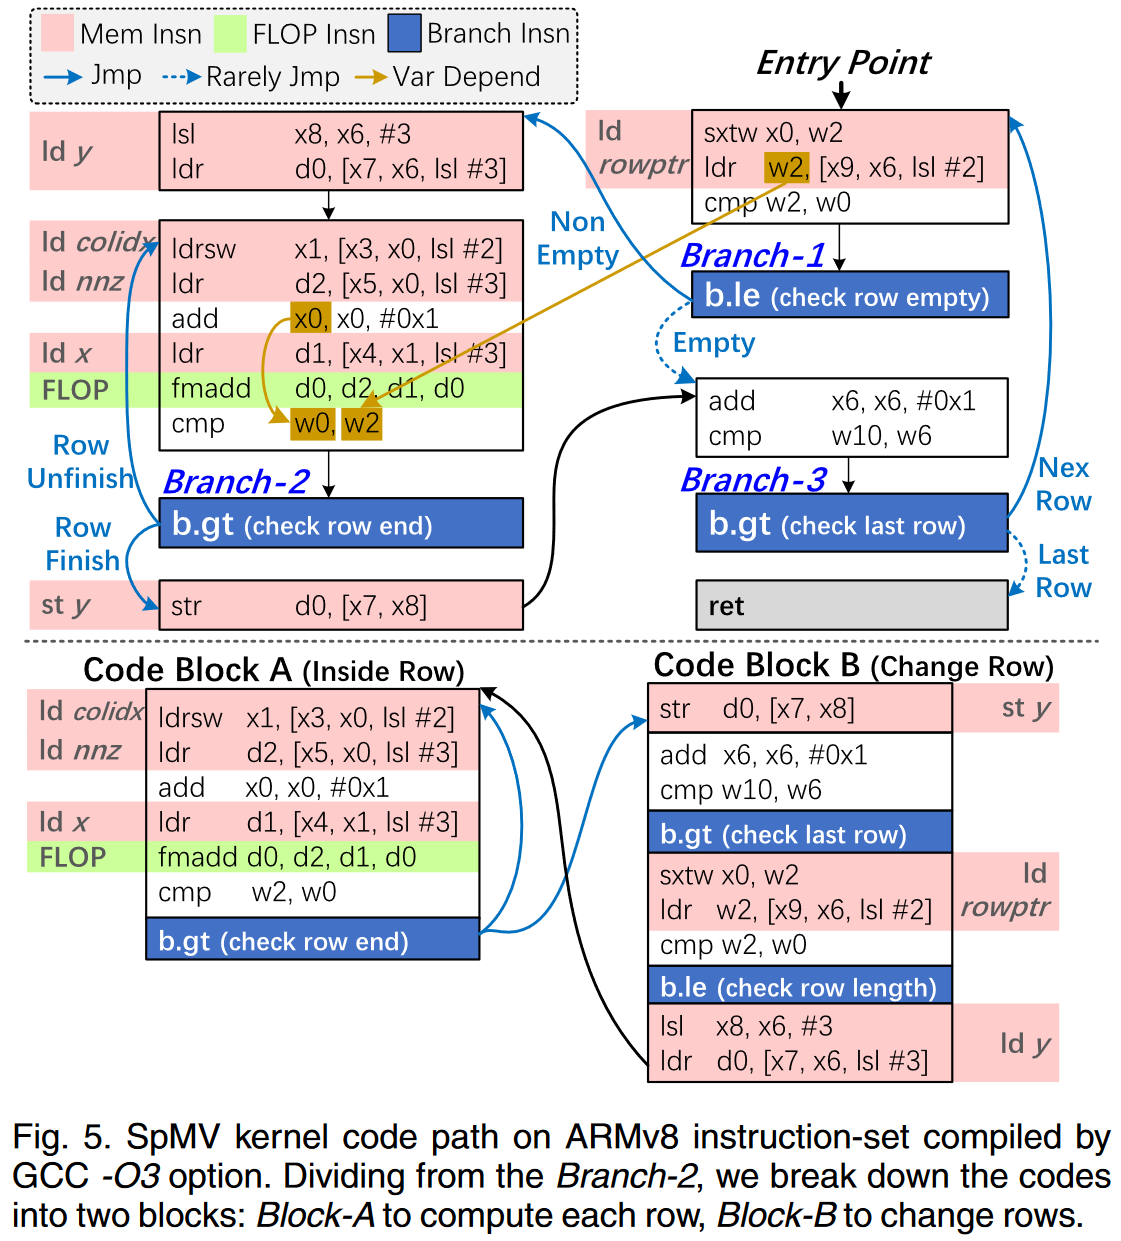 Mem Insn FLOP Insn Branch Insn
Jmp Rarely Jmp Var Depend
Entry Point
ld y
lsl x8, x6, #3
ldr d0, [x7, x6, lsl #3]
ld rowptr
sxtw x0, w2
ldr w2, [x9, x6, lsl #2]
cmp w2, w0
Non
Empty
Branch-1
b.le (check row empty)
Empty
ld colidx
ldrsw x1, [x3, x0, lsl #2]
ld nnz
ldr d2, [x5, x0, lsl #3]
add x0, x0, #0x1
ld x
ldr d1, [x4, x1, lsl #3]
FLOP
fmadd d0, d2, d1, d0
cmp w0, w2
Row
Unfinish
Branch-2
b.gt (check row end)
Row
Finish
st y
str d0, [x7, x8]
add x6, x6, #0x1
cmp w10, w6
Branch-3
b.gt (check last row)
Nex
Row
Last
Row
ret
Code Block A (Inside Row)
ld colidx ldrsw x1, [x3, x0, lsl #2]
ld nnz ldr d2, [x5, x0, lsl #3]
add x0, x0, #0x1
ld x ldr d1, [x4, x1, lsl #3]
FLOP fmadd d0, d2, d1, d0
cmp w2, w0
b.gt (check row end)
Code Block B (Change Row)
str d0, [x7, x8] st y
add x6, x6, #0x1
cmp w10, w6
b.gt (check last row)
sxtw x0, w2 ld
ldr w2, [x9, x6, lsl #2] rowptr
cmp w2, w0
b.le (check row length)
lsl x8, x6, #3
ldr d0, [x7, x6, lsl #3]
ld y
Fig. 5. SpMV kernel code path on ARMv8 instruction-set compiled by
GCC -O3 option. Dividing from the Branch-2, we break down the codes
into two blocks: Block-A to compute each row, Block-B to change rows.